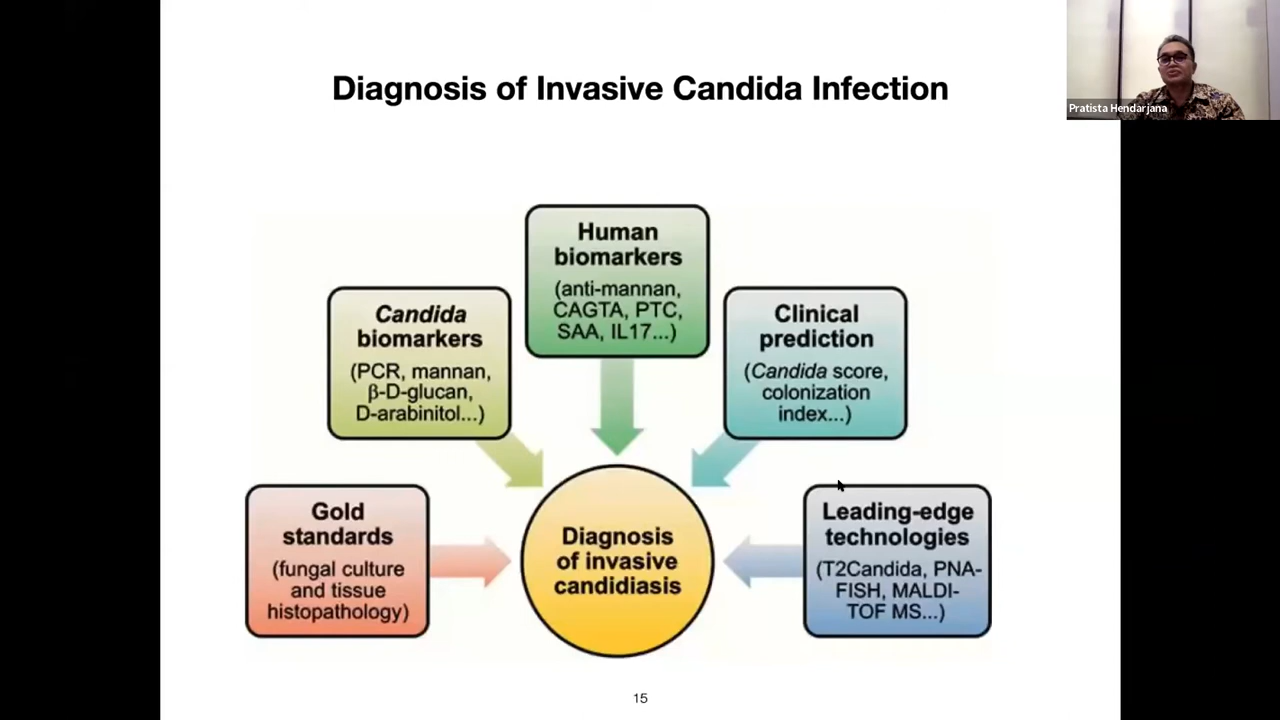 Diagnosis of Invasive Candida Infection
Pratista Hendarjana
Human
biomarkers
(anti-mannan,
CAGTA, PTC,
SAA, IL17...)
Candida
biomarkers
(PCR, mannan,
β-D-glucan,
D-arabinitol...)
Clinical
prediction
(Candida score,
colonization
index...)
Gold
standards
(fungal culture
and tissue
histopathology)
Diagnosis
of invasive
candidiasis
Leading-edge
technologies
(T2Candida, PNA-
FISH, MALDI-
TOF MS...)
15